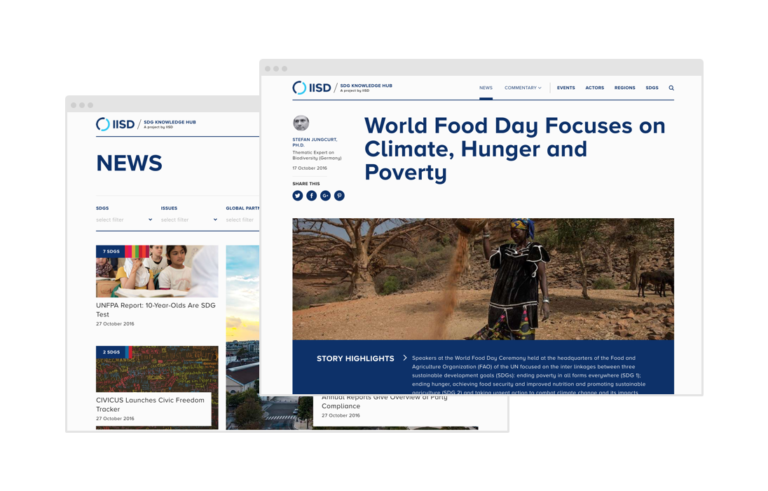 IISD / SDG KNOWLEDGE HUB
A project by IISD
NEWS
COMMENTARY
EVENTS
ACTORS
REGIONS
SDGS
STEFAN JUNGCURT,
PH.D.
Thematic Expert on
Biodiversity (Germany)
17 October 2016
SHARE THIS
World Food Day Focuses on
Climate, Hunger and
Poverty
STORY HIGHLIGHTS
Speakers at the World Food Day Ceremony held at the headquarters of the Food and
Agriculture Organization (FAO) of the UN focused on the inter linkages between three
sustainable development goals (SDGs): ending poverty in all forms everywhere (SDG 1);
ending hunger, achieving food security and improved nutrition and promoting sustainable
agriculture (SDG 2) and taking urgent action to combat climate change and its impacts
IISD / SDG KNOWLEDGE HUB
A project by IISD
NEWS
SDGS
select filter
ISSUES
select filter
GLOBAL PARTN
select filter
7 SDGS
UNFPA Report: 10-Year-Olds Are SDG
Test
27 October 2016
2 SDGS
CIVICUS Launches Civic Freedom
Tracker
27 October 2016
Annual Reports Give Overview of Party
Compliance
27 October 2016